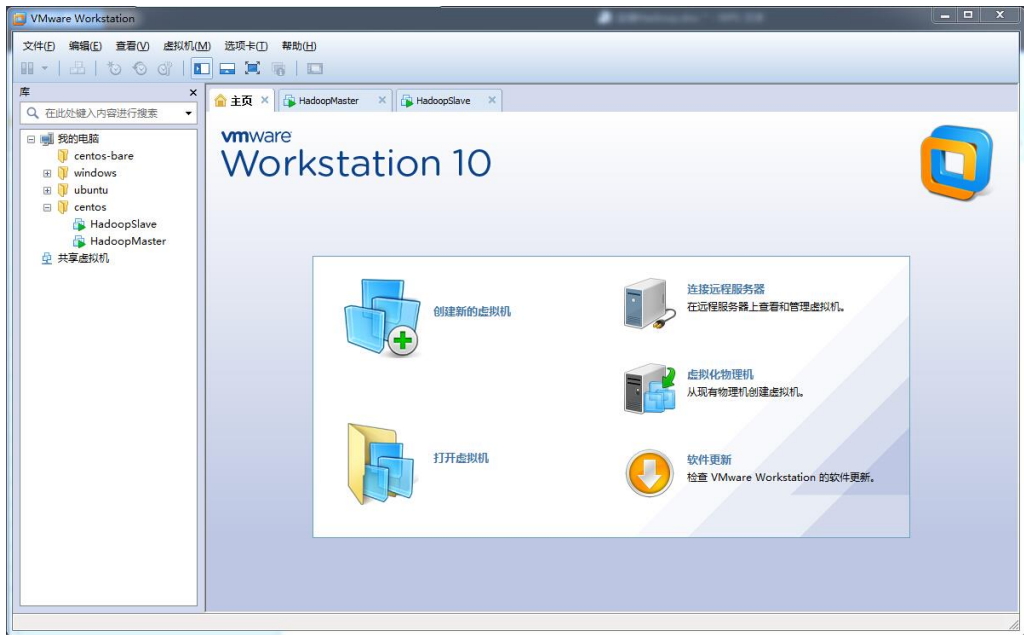 VMware Workstation
文件(F) 编辑(E) 查看(V) 虚拟机(M) 选项卡(T) 帮助(H)
库
在此处键入内容进行搜索
我的电脑
centos-bare
windows
ubuntu
centos
HadoopSlave
HadoopMaster
共享虚拟机
主页 HadoopMaster HadoopSlave
vmware
Workstation 10
创建新的虚拟机
打开虚拟机
连接远程服务器
在远程服务器上查看和管理虚拟机。
虚拟化物理机
从现有物理机创建虚拟机。
软件更新
检查 VMware Workstation 的软件更新。